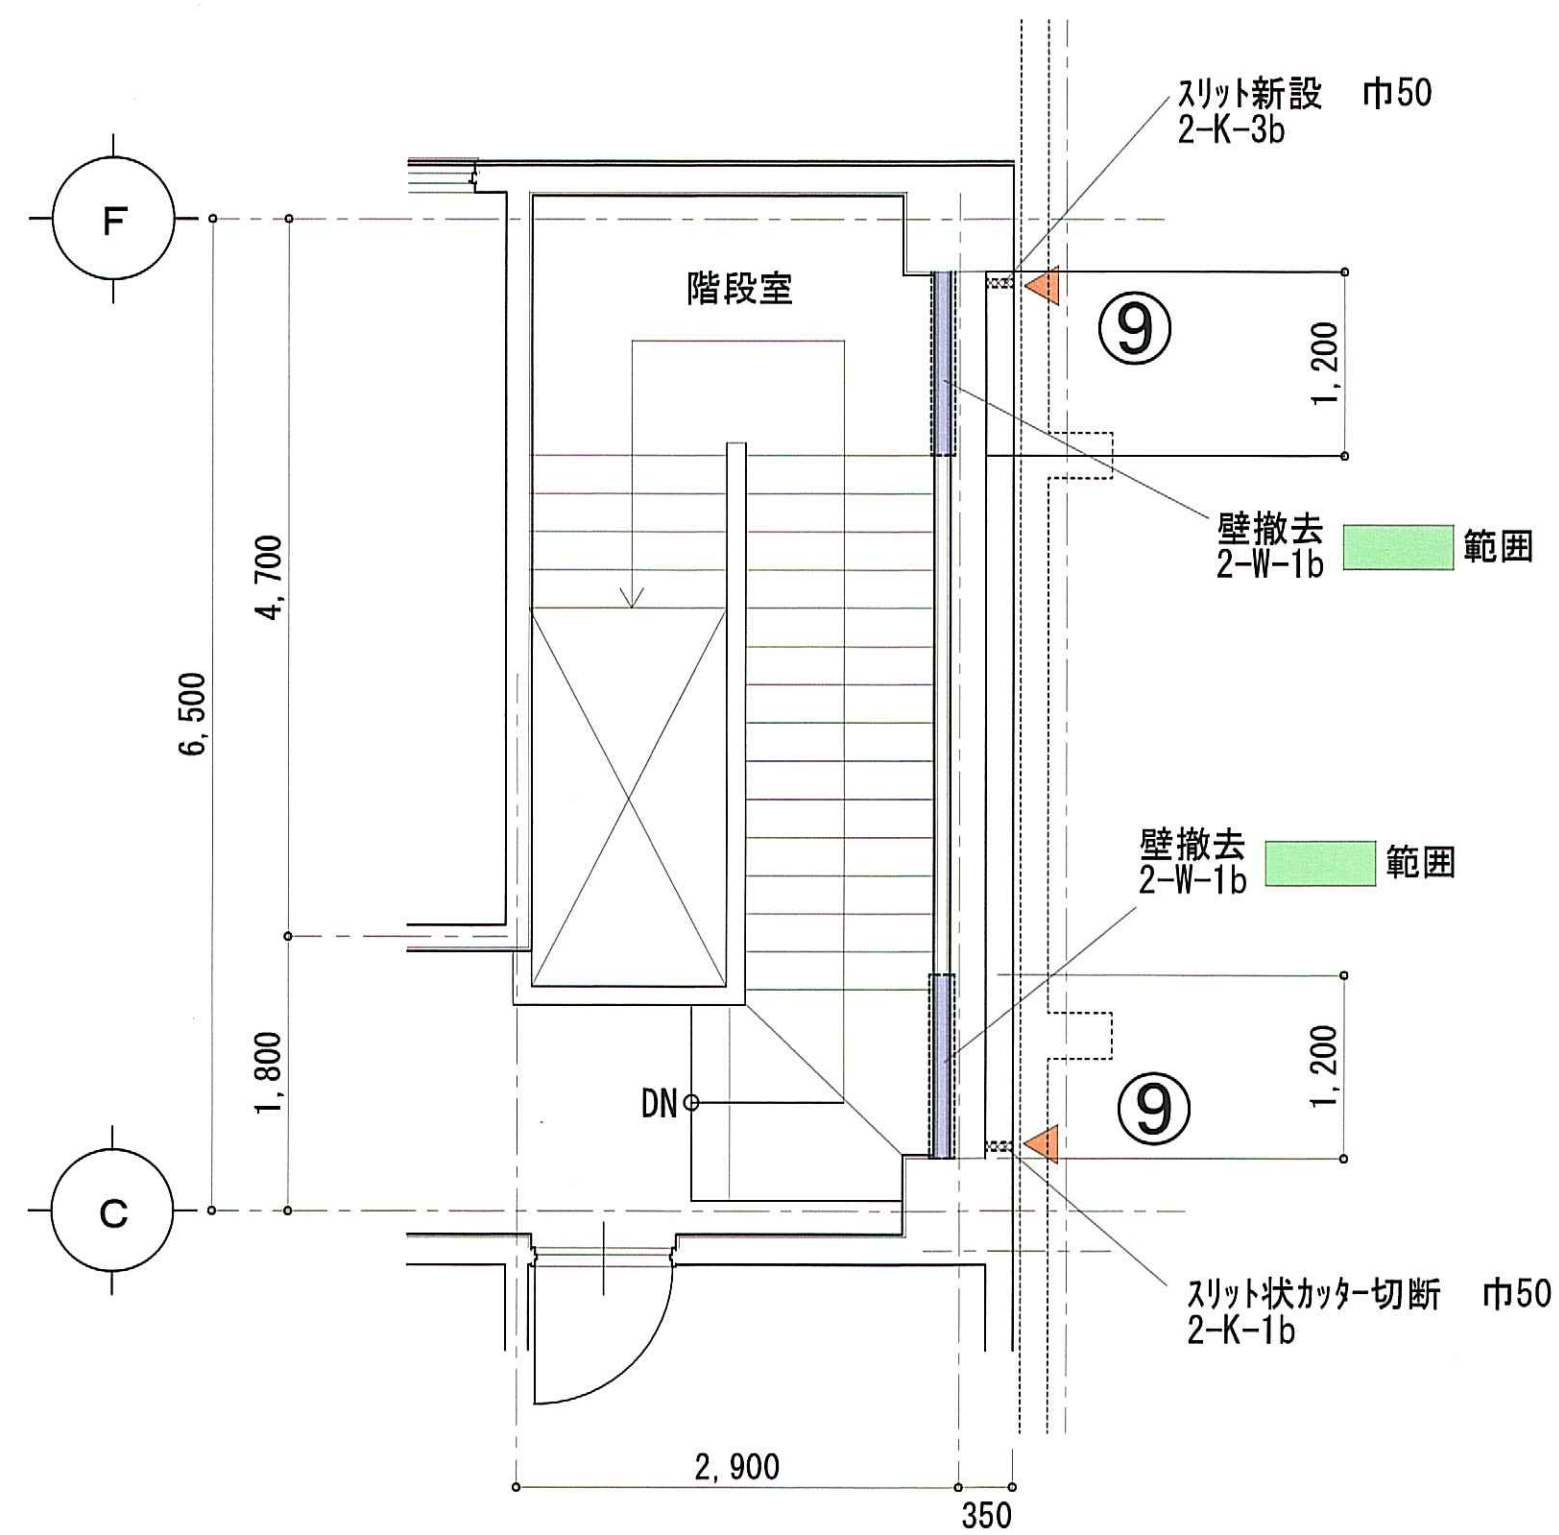 スリット新設　巾50
2-K-3b
F
階段室
⑨
1,200
壁撤去
2-W-1b
範囲
4,700
6,500
壁撤去
2-W-1b
範囲
1,800
DN
⑨
1,200
C
スリット状カッター切断　巾50
2-K-1b
2,900
350